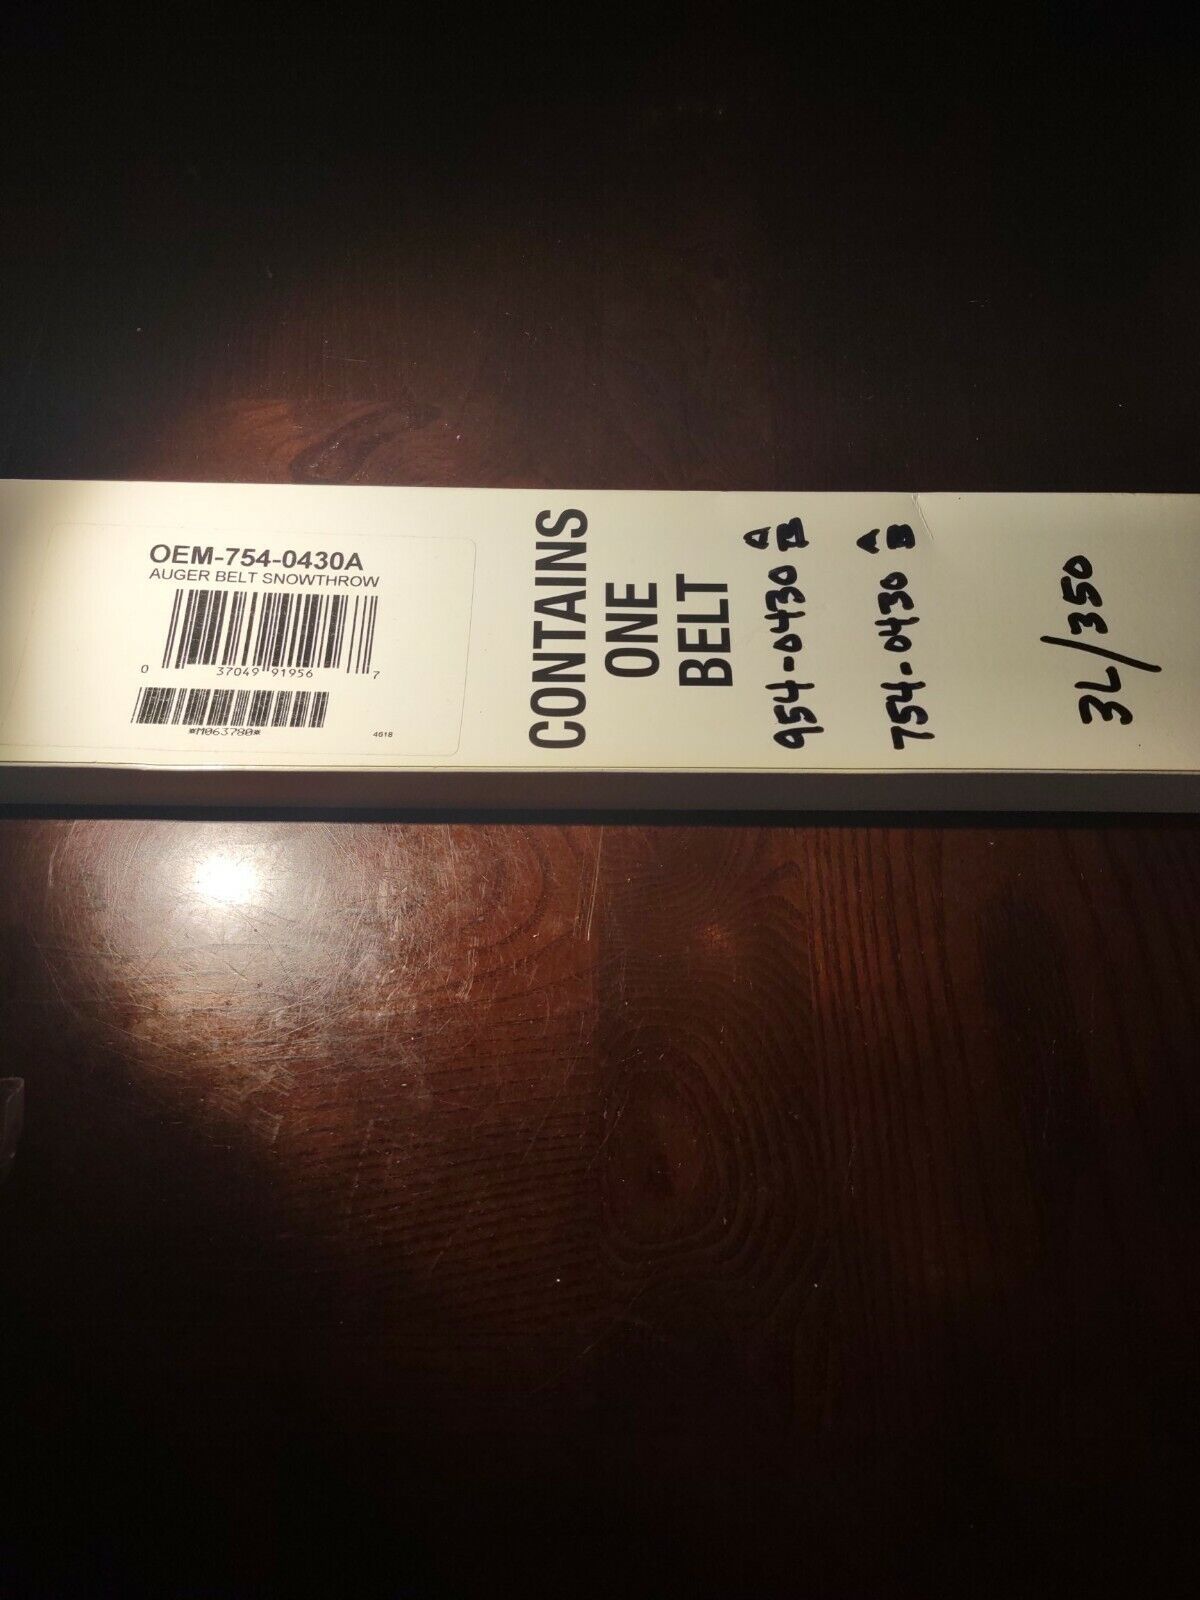 OEM-754-0430A
AUGER BELT SNOWTHROW
0 37049 91956 7
*M063780*
4618
CONTAINS
ONE
BELT
954-0430 A
754-0430 A
3L/350